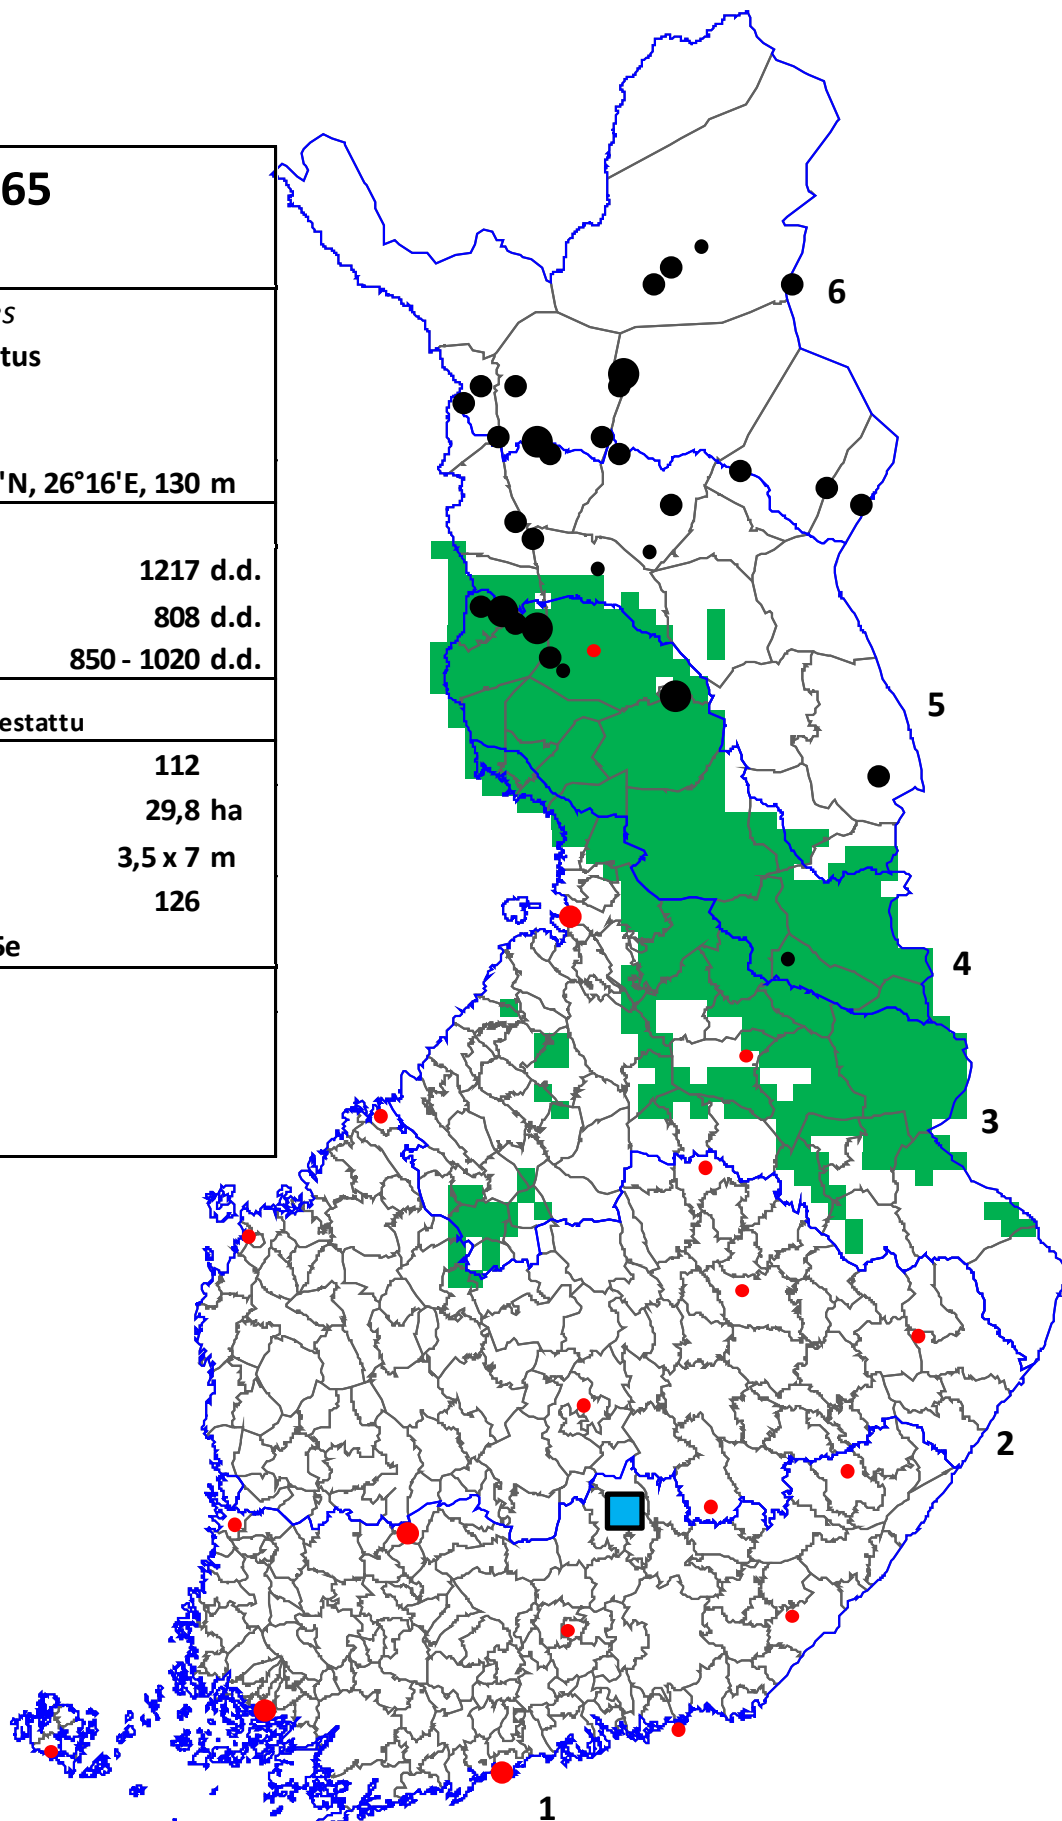 65
s
tus
'N, 26°16'E, 130 m
1217 d.d.
808 d.d.
850 - 1020 d.d.
estattu
112
29,8 ha
3,5 x 7 m
126
6e
6
5
4
3
2
1